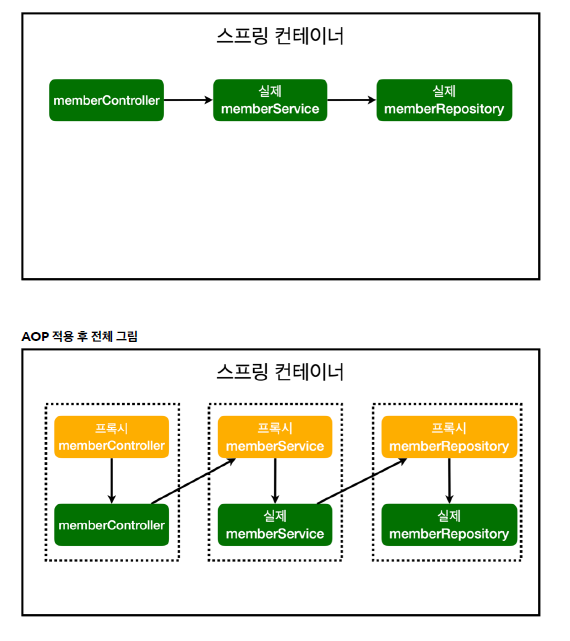 스프링 컨테이너
memberController
실제
memberService
실제
memberRepository
AOP 적용 후 전체 그림
스프링 컨테이너
프록시
memberController
프록시
memberService
프록시
memberRepository
memberController
실제
memberService
실제
memberRepository